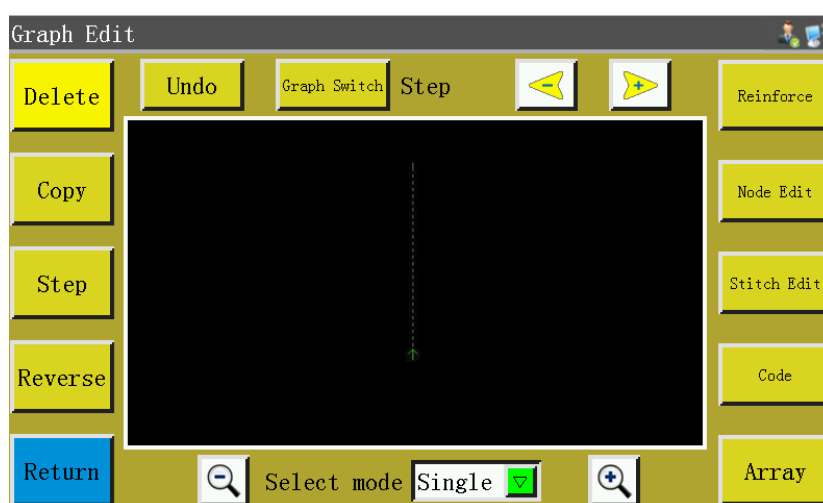 Graph Edit
Delete
Undo
Graph Switch
Step
-
+
Reinforce
Copy
Node Edit
Step
Stitch Edit
Reverse
Code
Return
Select mode
Single
Array